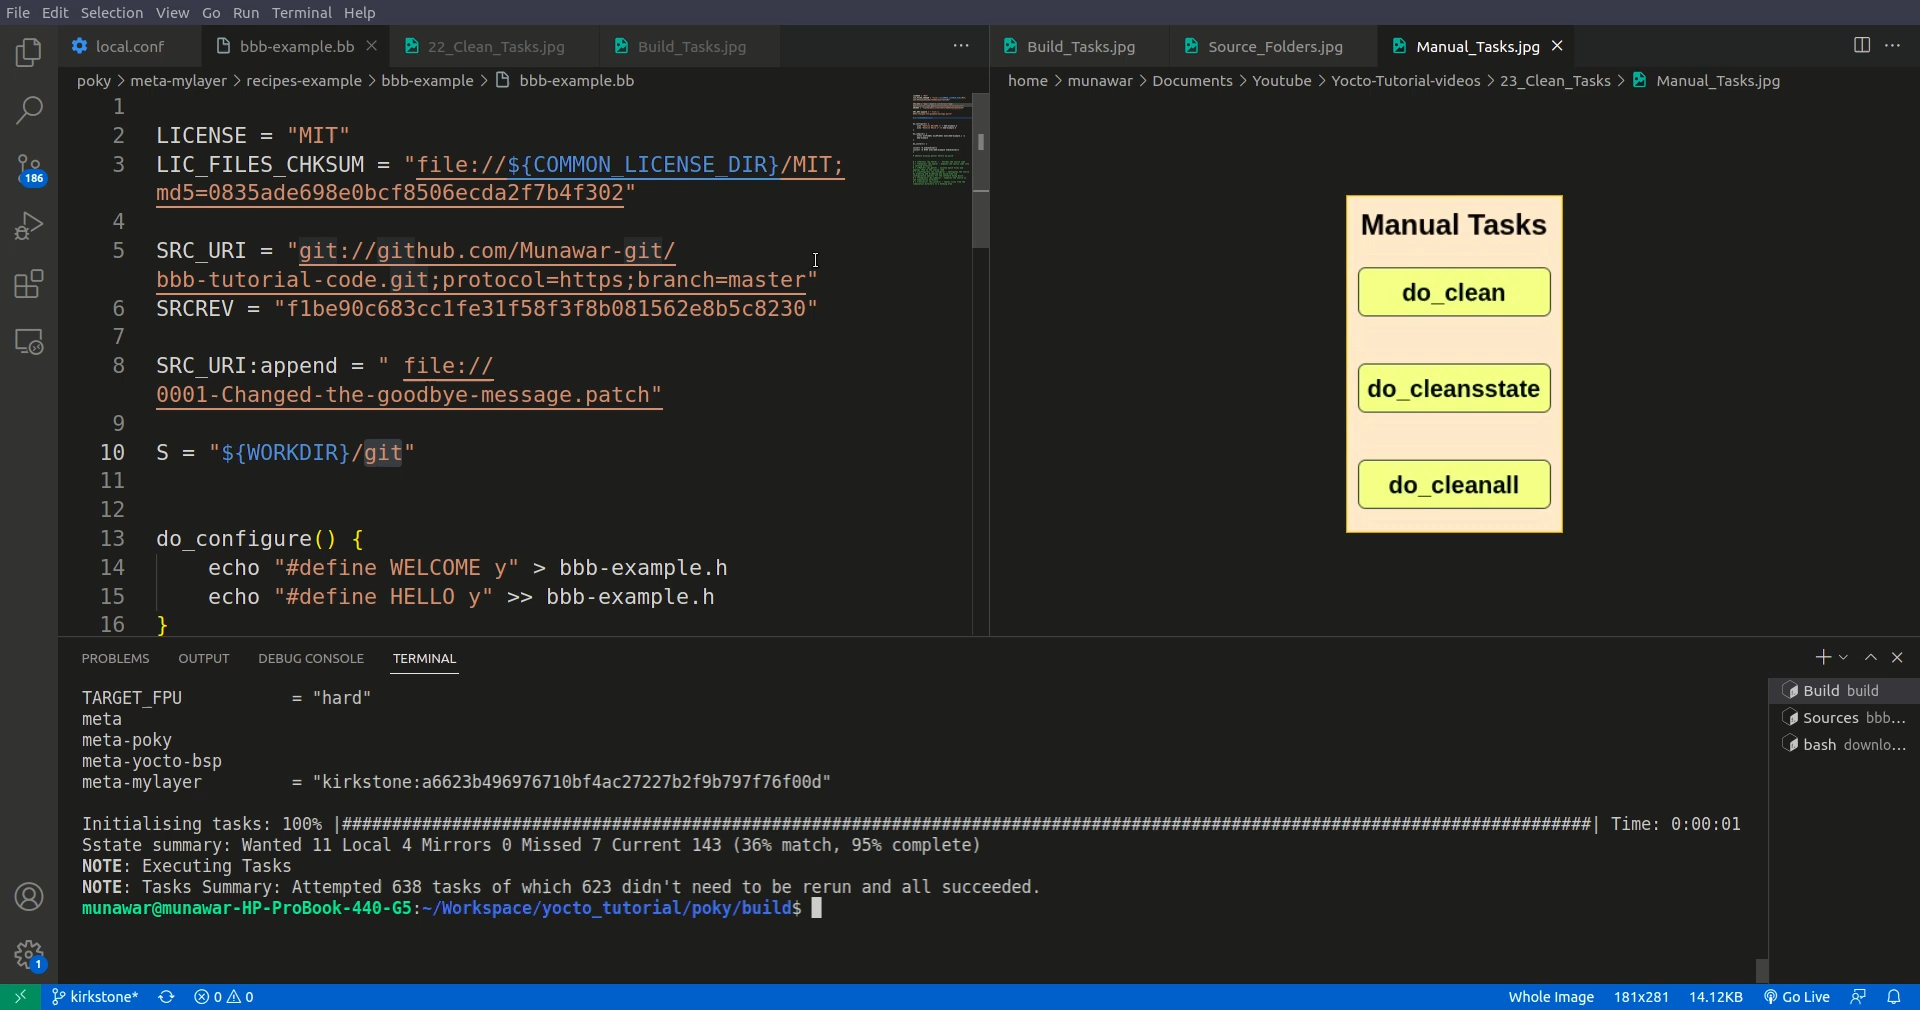 File Edit Selection View Go Run Terminal Help
local.conf bbb-example.bb 22_Clean_Tasks.jpg Build_Tasks.jpg ···
Build_Tasks.jpg Source_Folders.jpg Manual_Tasks.jpg ···
poky > meta-mylayer > recipes-example > bbb-example > bbb-example.bb
home > munawar > Documents > Youtube > Yocto-Tutorial-videos > 23_Clean_Tasks > Manual_Tasks.jpg
186
1
2 LICENSE = "MIT"
3 LIC_FILES_CHKSUM = "file://${COMMON_LICENSE_DIR}/MIT;
md5=0835ade698e0bcf8506ecda2f7b4f302"
4
5 SRC_URI = "git://github.com/Munawar-git/
bbb-tutorial-code.git;protocol=https;branch=master"
6 SRCREV = "f1be90c683cc1fe31f58f3f8b081562e8b5c8230"
7
8 SRC_URI:append = " file://
0001-Changed-the-goodbye-message.patch"
9
10 S = "${WORKDIR}/git"
11
12
13 do_configure() {
14 echo "#define WELCOME y" > bbb-example.h
15 echo "#define HELLO y" >> bbb-example.h
16 }
Manual Tasks
do_clean
do_cleansstate
do_cleanall
PROBLEMS OUTPUT DEBUG CONSOLE TERMINAL
TARGET_FPU = "hard"
meta
meta-poky
meta-yocto-bsp
meta-mylayer = "kirkstone:a6623b496976710bf4ac27227b2f9b797f76f00d"
Initialising tasks: 100% |#############################################################################################################################| Time: 0:00:01
Sstate summary: Wanted 11 Local 4 Mirrors 0 Missed 7 Current 143 (36% match, 95% complete)
NOTE: Executing Tasks
NOTE: Tasks Summary: Attempted 638 tasks of which 623 didn't need to be rerun and all succeeded.
munawar@munawar-HP-ProBook-440-G5:~/Workspace/yocto_tutorial/poky/build$
Build build
Sources bbb...
bash downlo...
1
kirkstone* 0 0
Whole Image 181x281 14.12KB Go Live